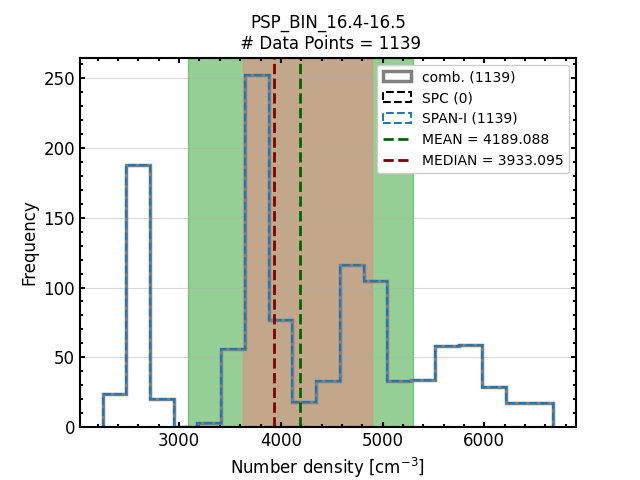 PSP_BIN_16.4-16.5
# Data Points = 1139
comb. (1139)
SPC (0)
SPAN-I (1139)
MEAN = 4189.088
MEDIAN = 3933.095
Frequency
250
200
150
100
50
0
3000 4000 5000 6000
Number density [cm⁻³]